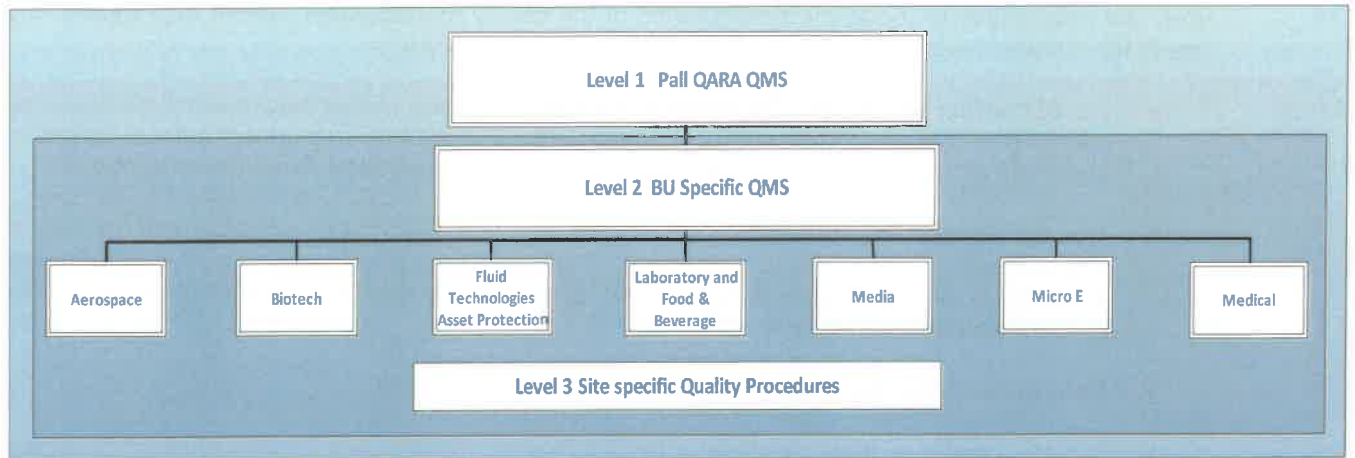 Level 1 Pall QARA QMS
Level 2 BU Specific QMS
Aerospace
Biotech
Fluid
Technologies
Asset Protection
Laboratory and
Food &
Beverage
Media
Micro E
Medical
Level 3 Site specific Quality Procedures